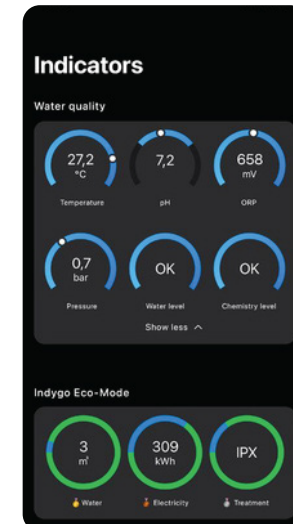 Indicators
Water quality
27,2 7,2 658
°C mV
Temperature pH ORP
0,7 OK OK
bar
Pressure Water level Chemistry level
Show less
Indygo Eco-Mode
3 309 IPX
m³ kWh
Water Electricity Treatment